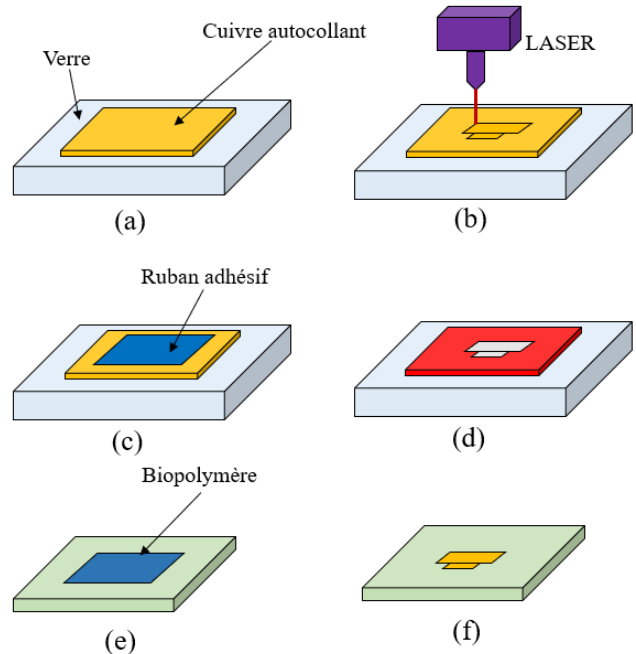 Cuivre autocollant
Verre
LASER
(a)
(b)
Ruban adhésif
(c)
(d)
Biopolymère
(e)
(f)